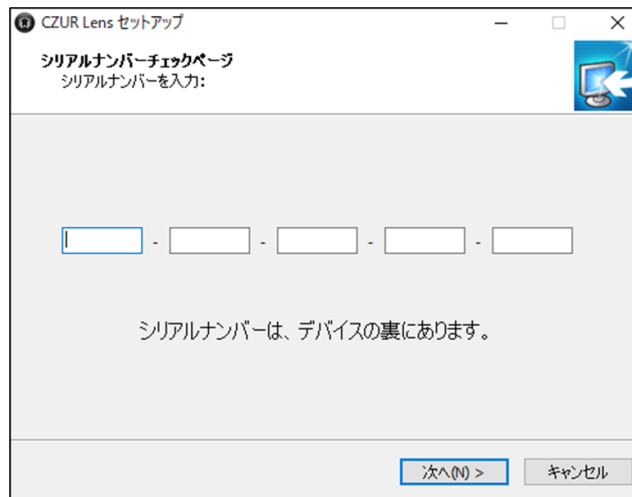 CZUR Lens セットアップ
シリアルナンバーチェックページ
シリアルナンバーを入力:
- - - -
シリアルナンバーは、デバイスの裏にあります。
次へ(N) > キャンセル